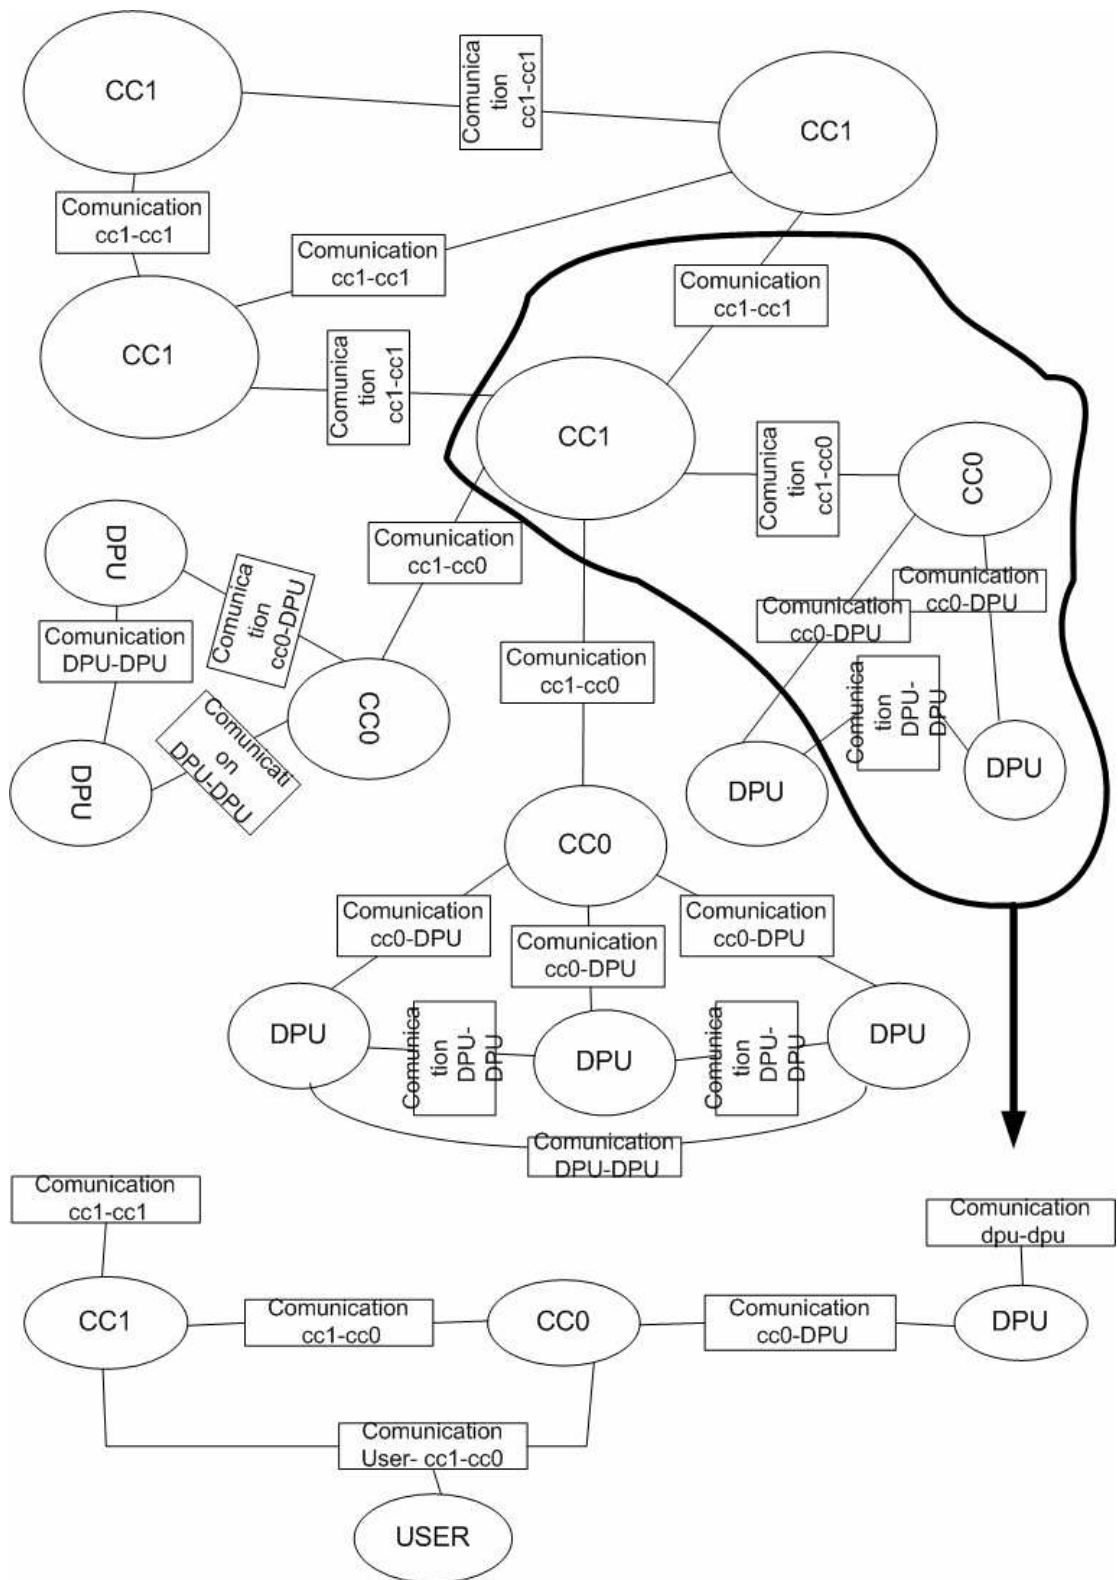 CC1
Comunica
tion
cc1-cc1
CC1
Comunication
cc1-cc1
Comunication
cc1-cc1
Comunication
cc1-cc1
CC1
Comunica
tion
cc1-cc1
CC1
Comunica
tion
cc1-cc0
CC0
DPU
Comunica
tion
cc0-DPU
Comunication
cc1-cc0
Comunication
cc0-DPU
Comunication
cc0-DPU
Comunication
DPU-DPU
Comunication
cc1-cc0
Comunica
tion
DPU-
DPU
CC0
Comunicati
on
DPU-DPU
DPU
DPU
DPU
CC0
Comunication
cc0-DPU
Comunication
cc0-DPU
Comunication
cc0-DPU
DPU
Comunica
tion
DPU-
DPU
DPU
Comunica
tion
DPU-
DPU
DPU
Comunication
DPU-DPU
Comunication
cc1-cc1
Comunication
dpu-dpu
CC1
Comunication
cc1-cc0
CC0
Comunication
cc0-DPU
DPU
Comunication
User- cc1-cc0
USER